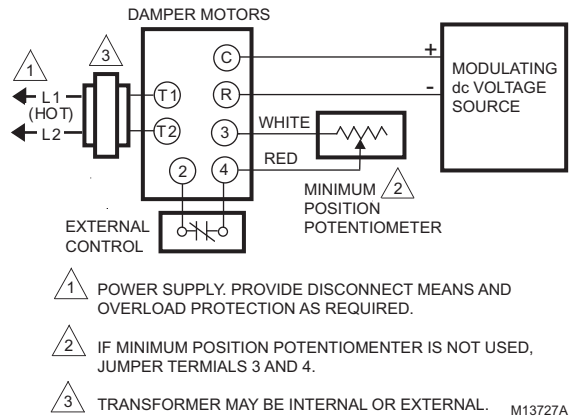 DAMPER MOTORS
1
3
C
+
MODULATING
dc VOLTAGE
SOURCE
L1
(HOT)
T1
R
-
L2
T2
3
WHITE
RED
2
4
MINIMUM
POSITION
POTENTIOMETER
2
EXTERNAL
CONTROL
1
POWER SUPPLY. PROVIDE DISCONNECT MEANS AND
OVERLOAD PROTECTION AS REQUIRED.
2
IF MINIMUM POSITION POTENTIOMENTER IS NOT USED,
JUMPER TERMIALS 3 AND 4.
3
TRANSFORMER MAY BE INTERNAL OR EXTERNAL.
M13727A